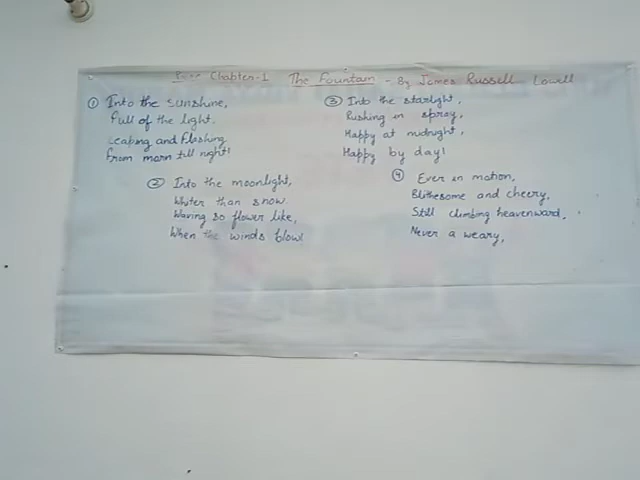 Chapter-1 The Fountain - By James Russell Lowell
① Into the sunshine,
Full of the light.
Leaping and Flashing
From morn till night!
② Into the moonlight,
Whiter than snow.
Waving so flower like,
When the winds blow!
③ Into the starlight,
Rushing in spray,
Happy at midnight,
Happy by day!
④ Ever in motion,
Blithesome and cheery,
Still climbing heavenward,
Never a weary,